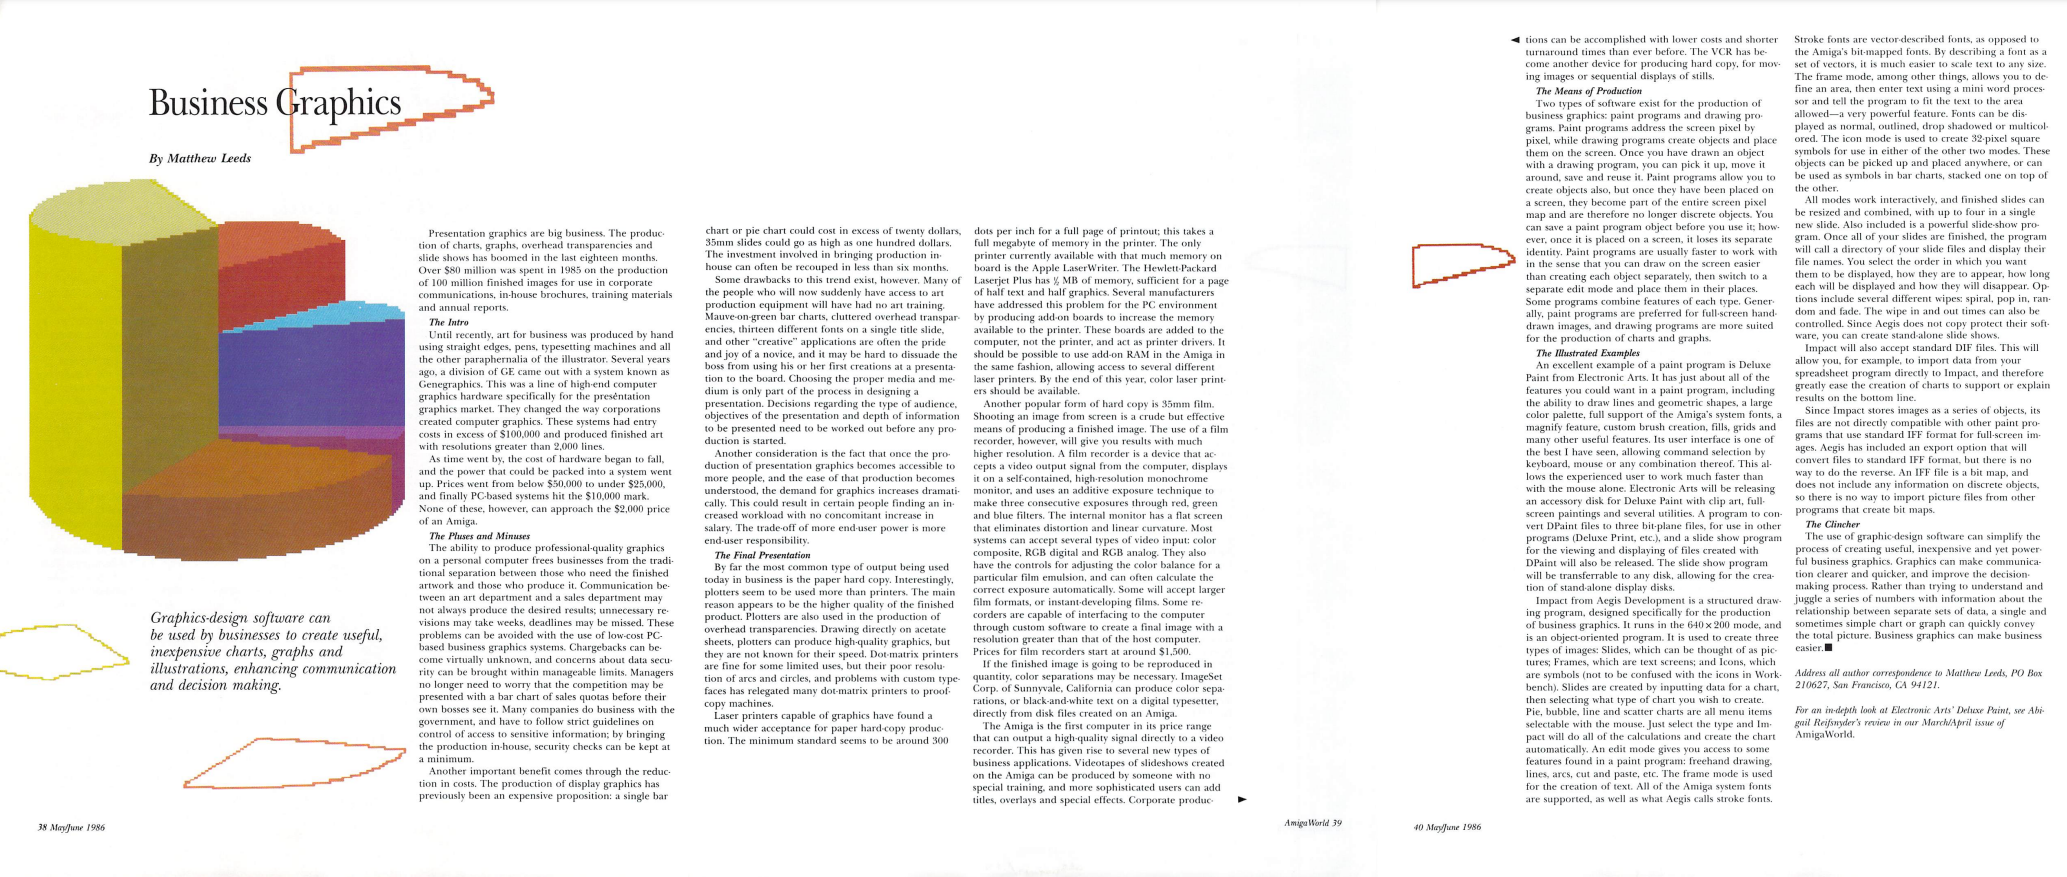 Business Graphics
By Matthew Leeds
Graphics-design software can
be used by businesses to create useful,
inexpensive charts, graphs and
illustrations, enhancing communication
and decision making.
Presentation graphics are big business. The produc-
tion of charts, graphs, overhead transparencies and
slide shows has boomed in the last eighteen months.
Over $80 million was spent in 1985 on the production
of 100 million finished images for use in corporate
communications, in-house brochures, training materials
and annual reports.
The Intro
Until recently, art for business was produced by hand
using straight edges, pens, typesetting machines and all
the other paraphernalia of the illustrator. Several years
ago, a division of GE came out with a system known as
Genegraphics. This was a line of high-end computer
graphics hardware specifically for the presentation
graphics market. They changed the way corporations
created computer graphics. These systems had entry
costs in excess of $100,000 and produced finished art
with resolutions greater than 2,000 lines.
As time went by, the cost of hardware began to fall,
and the power that could be packed into a system went
up. Prices went from below $50,000 to under $25,000,
and finally PC-based systems hit the $10,000 mark.
None of these, however, can approach the $2,000 price
of an Amiga.
The Pluses and Minuses
The ability to produce professional-quality graphics
on a personal computer frees businesses from the tradi-
tional separation between those who need the finished
artwork and those who produce it. Communication be-
tween an art department and a sales department may
not always produce the desired results; unnecessary re-
visions may take weeks, deadlines may be missed. These
problems can be avoided with the use of low-cost PC-
based business graphics systems. Chargebacks can be-
come virtually unknown, and concerns about data secu-
rity can be brought within manageable limits. Managers
no longer need to worry that the competition may be
presented with a bar chart of sales quotas before their
own bosses see it. Many companies do business with the
government, and have to follow strict guidelines on
control of access to sensitive information; by bringing
the production in-house, security checks can be kept at
a minimum.
Another important benefit comes through the reduc-
tion in costs. The production of display graphics has
previously been an expensive proposition: a single bar
chart or pie chart could cost in excess of twenty dollars,
35mm slides could go as high as one hundred dollars.
The investment involved in bringing production in-
house can often be recouped in less than six months.
Some drawbacks to this trend exist, however. Many of
the people who will now suddenly have access to art
production equipment will have had no art training.
Mauve-on-green bar charts, cluttered overhead transpar-
encies, thirteen different fonts on a single title slide,
and other "creative" applications are often the pride
and joy of a novice, and it may be hard to dissuade the
boss from using his or her first creations at a presenta-
tion to the board. Choosing the proper media and me-
dium is only part of the process in designing a
presentation. Decisions regarding the type of audience,
objectives of the presentation and depth of information
to be presented need to be worked out before any pro-
duction is started.
Another consideration is the fact that once the pro-
duction of presentation graphics becomes accessible to
more people, and the ease of that production becomes
understood, the demand for graphics increases dramati-
cally. This could result in certain people finding an in-
creased workload with no concomitant increase in
salary. The trade-off of more end-user power is more
end-user responsibility.
The Final Presentation
By far the most common type of output being used
today in business is the paper hard copy. Interestingly,
plotters seem to be used more than printers. The main
reason appears to be the higher quality of the finished
product. Plotters are also used in the production of
overhead transparencies. Drawing directly on acetate
sheets, plotters can produce high-quality graphics, but
they are not known for their speed. Dot-matrix printers
are fine for some limited uses, but their poor resolu-
tion of arcs and circles, and problems with custom type-
faces has relegated many dot-matrix printers to proof-
copy machines.
Laser printers capable of graphics have found a
much wider acceptance for paper hard-copy produc-
tion. The minimum standard seems to be around 300
dots per inch for a full page of printout; this takes a
full megabyte of memory in the printer. The only
printer currently available with that much memory on
board is the Apple LaserWriter. The Hewlett-Packard
Laserjet Plus has ½ MB of memory, sufficient for a page
of half text and half graphics. Several manufacturers
have addressed this problem for the PC environment
by producing add-on boards to increase the memory
available to the printer. These boards are added to the
computer, not the printer, and act as printer drivers. It
should be possible to use add-on RAM in the Amiga in
the same fashion, allowing access to several different
laser printers. By the end of this year, color laser print-
ers should be available.
Another popular form of hard copy is 35mm film.
Shooting an image from screen is a crude but effective
means of producing a finished image. The use of a film
recorder, however, will give you results with much
higher resolution. A film recorder is a device that ac-
cepts a video output signal from the computer, displays
it on a self-contained, high-resolution monochrome
monitor, and uses an additive exposure technique to
make three consecutive exposures through red, green
and blue filters. The internal monitor has a flat screen
that eliminates distortion and linear curvature. Most
systems can accept several types of video input: color
composite, RGB digital and RGB analog. They also
have the controls for adjusting the color balance for a
particular film emulsion, and can often calculate the
correct exposure automatically. Some will accept larger
film formats, or instant-developing films. Some re-
corders are capable of interfacing to the computer
through custom software to create a final image with a
resolution greater than that of the host computer.
Prices for film recorders start at around $1,500.
If the finished image is going to be reproduced in
quantity, color separations may be necessary. ImageSet
Corp. of Sunnyvale, California can produce color sepa-
rations, or black-and-white text on a digital typesetter,
directly from disk files created on an Amiga.
The Amiga is the first computer in its price range
that can output a high-quality signal directly to a video
recorder. This has given rise to several new types of
business applications. Videotapes of slideshows created
on the Amiga can be produced by someone with no
special training, and more sophisticated users can add
titles, overlays and special effects. Corporate produc-
38 May/June 1986
AmigaWorld 39
tions can be accomplished with lower costs and shorter
turnaround times than ever before. The VCR has be-
come another device for producing hard copy, for mov-
ing images or sequential displays of stills.
The Means of Production
Two types of software exist for the production of
business graphics: paint programs and drawing pro-
grams. Paint programs address the screen pixel by
pixel, while drawing programs create objects and place
them on the screen. Once you have drawn an object
with a drawing program, you can pick it up, move it
around, save and reuse it. Paint programs allow you to
create objects also, but once they have been placed on
a screen, they become part of the entire screen pixel
map and are therefore no longer discrete objects. You
can save a paint program object before you use it; how-
ever, once it is placed on a screen, it loses its separate
identity. Paint programs are usually faster to work with
in the sense that you can draw on the screen easier
than creating each object separately, then switch to a
separate edit mode and place them in their places.
Some programs combine features of each type. Gener-
ally, paint programs are preferred for full-screen hand-
drawn images, and drawing programs are more suited
for the production of charts and graphs.
The Illustrated Examples
An excellent example of a paint program is Deluxe
Paint from Electronic Arts. It has just about all of the
features you could want in a paint program, including
the ability to draw lines and geometric shapes, a large
color palette, full support of the Amiga's system fonts, a
magnify feature, custom brush creation, fills, grids and
many other useful features. Its user interface is one of
the best I have seen, allowing command selection by
keyboard, mouse or any combination thereof. This al-
lows the experienced user to work much faster than
with the mouse alone. Electronic Arts will be releasing
an accessory disk for Deluxe Paint with clip art, full-
screen paintings and several utilities. A program to con-
vert DPaint files to three bit-plane files, for use in other
programs (Deluxe Print, etc.), and a slide show program
for the viewing and displaying of files created with
DPaint will also be released. The slide show program
will be transferrable to any disk, allowing for the crea-
tion of stand-alone display disks.
Impact from Aegis Development is a structured draw-
ing program, designed specifically for the production
of business graphics. It runs in the 640 × 200 mode, and
is an object-oriented program. It is used to create three
types of images: Slides, which can be thought of as pic-
tures; Frames, which are text screens; and Icons, which
are symbols (not to be confused with the icons in Work-
bench). Slides are created by inputting data for a chart,
then selecting what type of chart you wish to create.
Pie, bubble, line and scatter charts are all menu items
selectable with the mouse. Just select the type and Im-
pact will do all of the calculations and create the chart
automatically. An edit mode gives you access to some
features found in a paint program: freehand drawing,
lines, arcs, cut and paste, etc. The frame mode is used
for the creation of text. All of the Amiga system fonts
are supported, as well as what Aegis calls stroke fonts.
Stroke fonts are vector-described fonts, as opposed to
the Amiga's bit-mapped fonts. By describing a font as a
set of vectors, it is much easier to scale text to any size.
The frame mode, among other things, allows you to de-
fine an area, then enter text using a mini word proces-
sor and tell the program to fit the text to the area
allowed—a very powerful feature. Fonts can be dis-
played as normal, outlined, drop shadowed or multicol-
ored. The icon mode is used to create 32-pixel square
symbols for use in either of the other two modes. These
objects can be picked up and placed anywhere, or can
be used as symbols in bar charts, stacked one on top of
the other.
All modes work interactively, and finished slides can
be resized and combined, with up to four in a single
new slide. Also included is a powerful slide-show pro-
gram. Once all of your slides are finished, the program
will call a directory of your slide files and display their
file names. You select the order in which you want
them to be displayed, how they are to appear, how long
each will be displayed and how they will disappear. Op-
tions include several different wipes: spiral, pop in, ran-
dom and fade. The wipe in and out times can also be
controlled. Since Aegis does not copy protect their soft-
ware, you can create stand-alone slide shows.
Impact will also accept standard DIF files. This will
allow you, for example, to import data from your
spreadsheet program directly to Impact, and therefore
greatly ease the creation of charts to support or explain
results on the bottom line.
Since Impact stores images as a series of objects, its
files are not directly compatible with other paint pro-
grams that use standard IFF format for full-screen im-
ages. Aegis has included an export option that will
convert files to standard IFF format, but there is no
way to do the reverse. An IFF file is a bit map, and
does not include any information on discrete objects,
so there is no way to import picture files from other
programs that create bit maps.
The Clincher
The use of graphic-design software can simplify the
process of creating useful, inexpensive and yet power-
ful business graphics. Graphics can make communica-
tion clearer and quicker, and improve the decision-
making process. Rather than trying to understand and
juggle a series of numbers with information about the
relationship between separate sets of data, a single and
sometimes simple chart or graph can quickly convey
the total picture. Business graphics can make business
easier.■
Address all author correspondence to Matthew Leeds, PO Box
210627, San Francisco, CA 94121.
For an in-depth look at Electronic Arts' Deluxe Paint, see Abi-
gail Reifsnyder's review in our March/April issue of
AmigaWorld.
40 May/June 1986